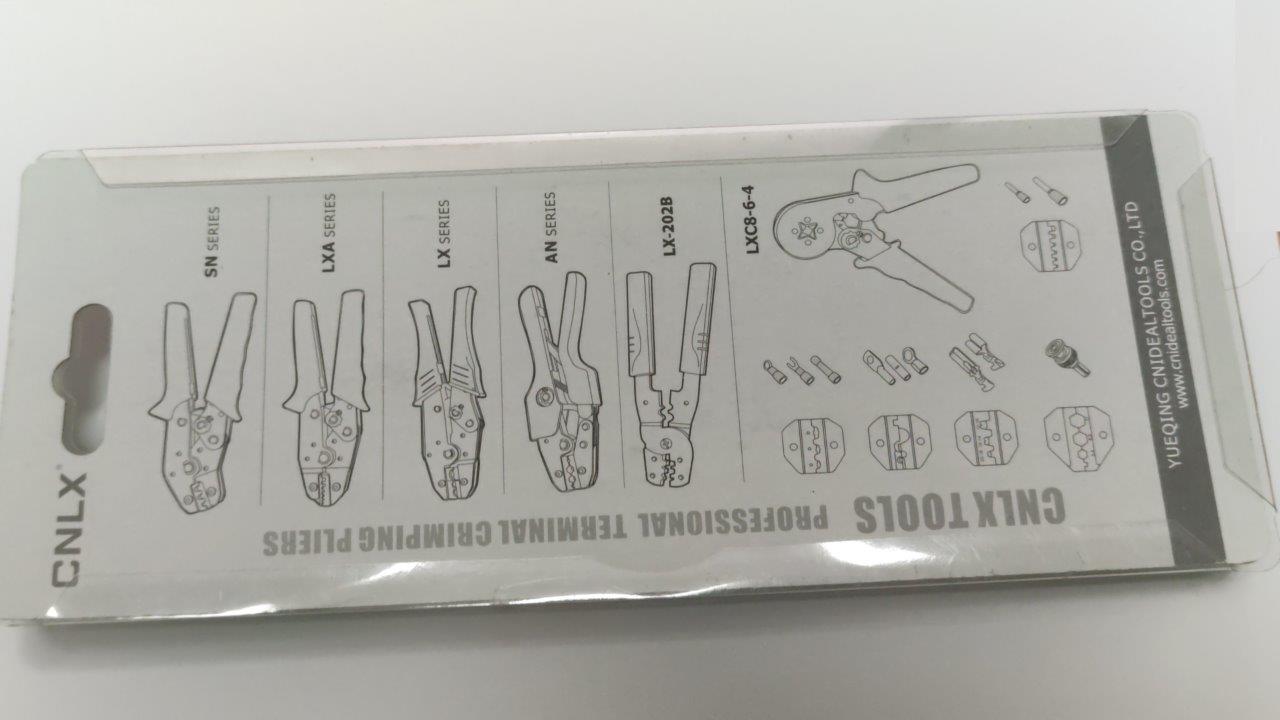 CNLX®
SN SERIES
LXA SERIES
LX SERIES
AN SERIES
LX-202B
LXC8-6-4
CNLX TOOLS PROFESSIONAL TERMINAL CRIMPING PLIERS
YUEQING CNIDEALTOOLS CO.,LTD
www.cnidealtools.com